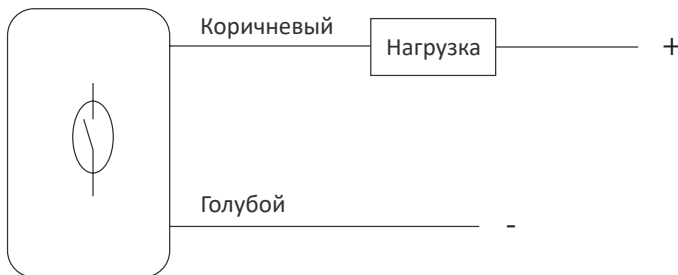 Коричневый
Нагрузка
+
Голубой
-